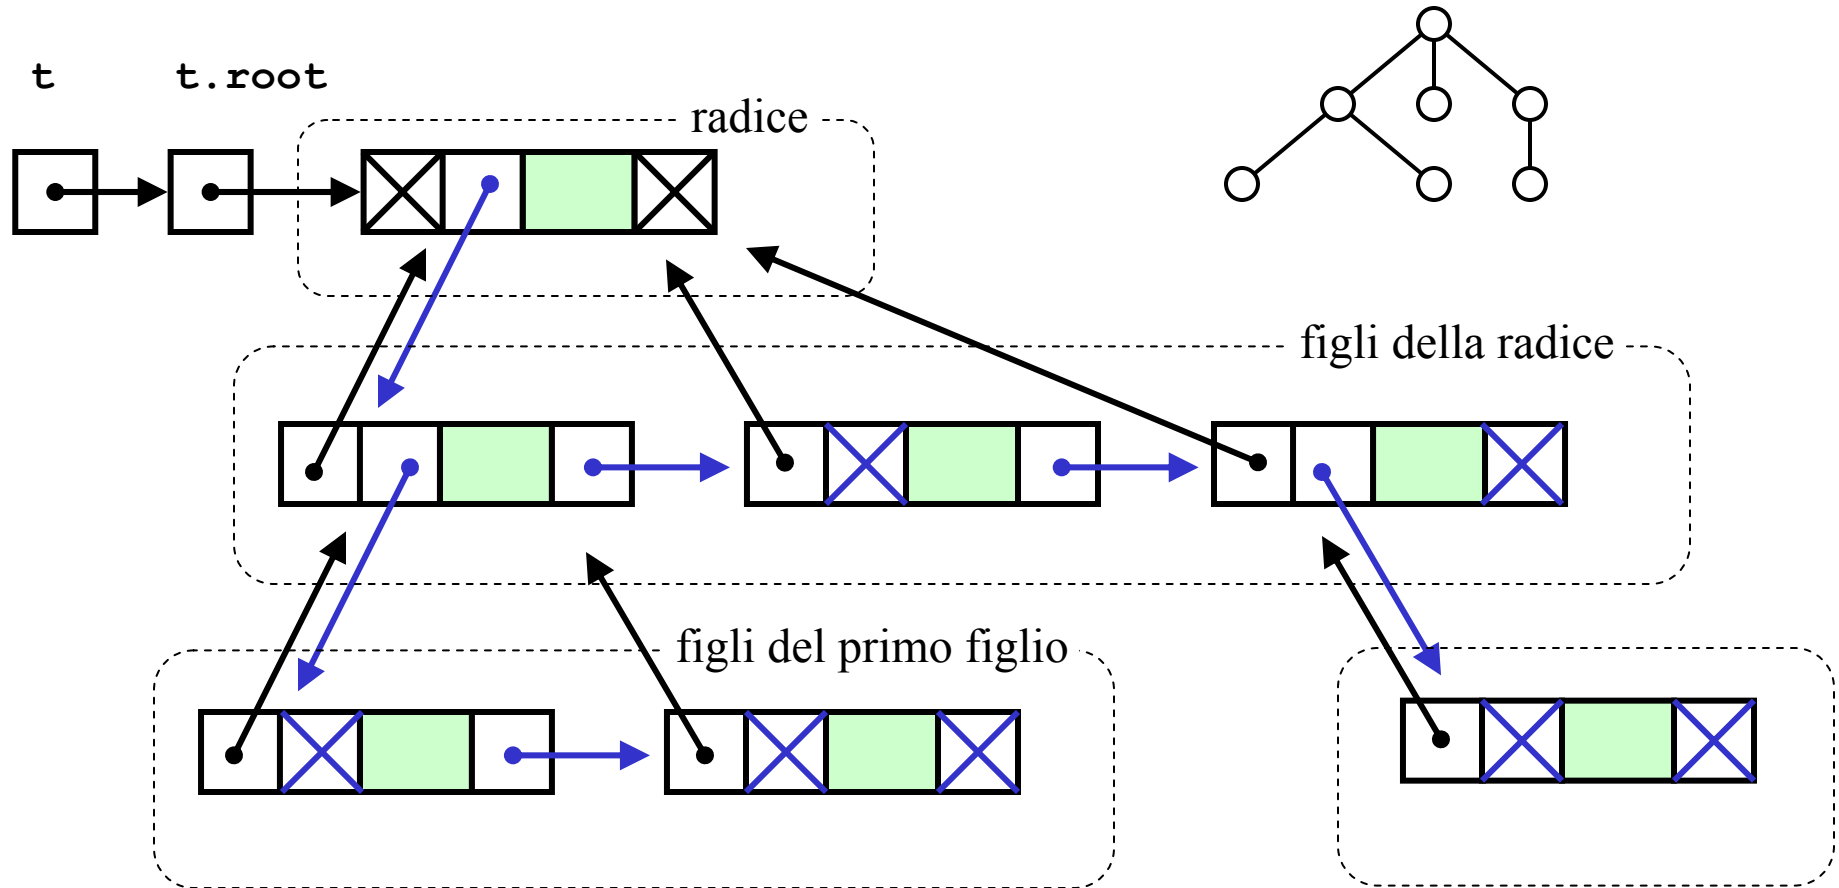 t t.root
radice
figli della radice
figli del primo figlio